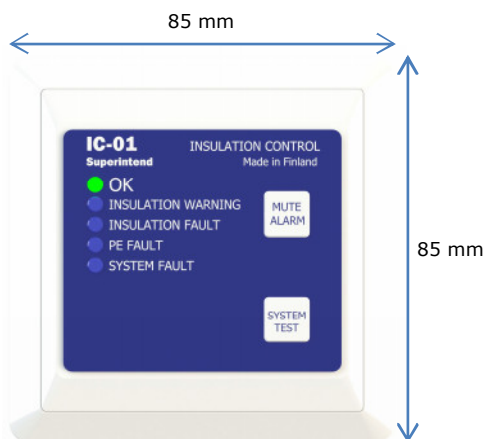 85 mm
IC-01
INSULATION CONTROL
Superintend
Made in Finland
OK
INSULATION WARNING
INSULATION FAULT
PE FAULT
SYSTEM FAULT
MUTE
ALARM
SYSTEM
TEST
85 mm